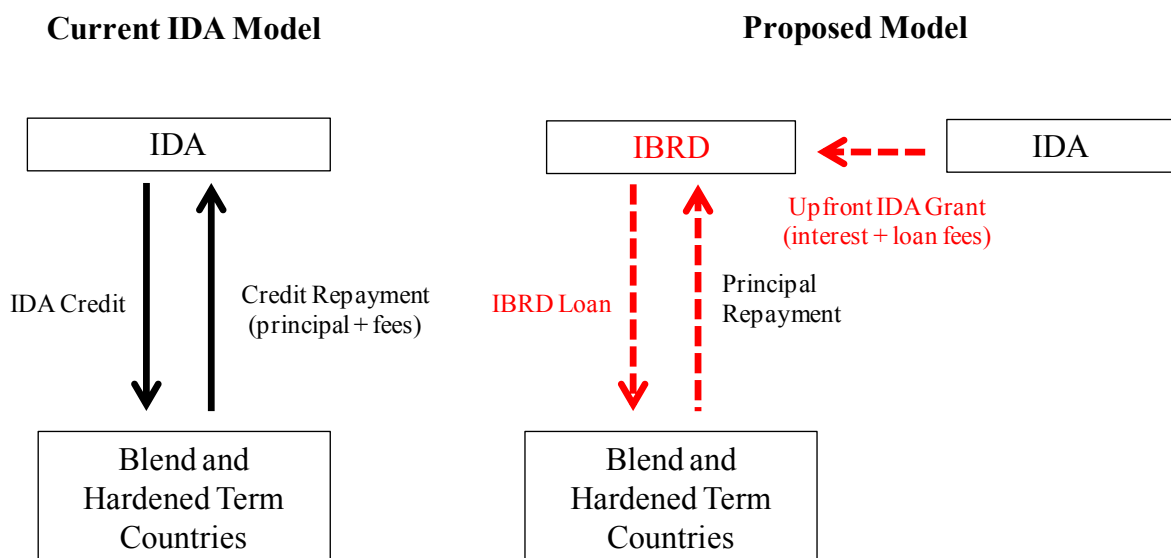 Current IDA Model
Proposed Model
IDA
IBRD
IDA
Upfront IDA Grant
(interest + loan fees)
IDA Credit
Credit Repayment
(principal + fees)
IBRD Loan
Principal
Repayment
Blend and
Hardened Term
Countries
Blend and
Hardened Term
Countries